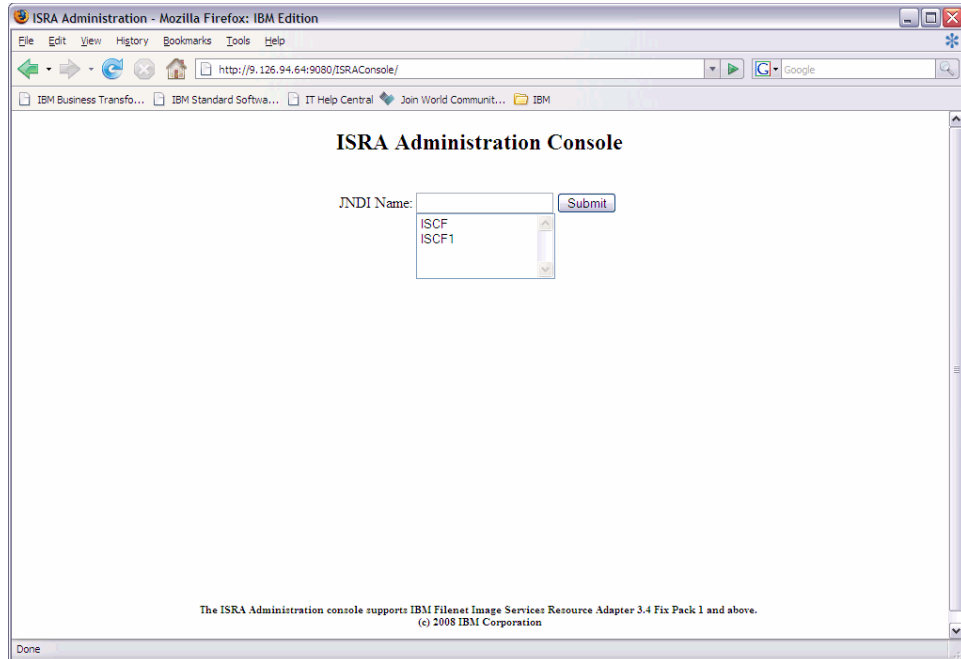 ISRA Administration - Mozilla Firefox: IBM Edition
File Edit View History Bookmarks Tools Help
http://9.126.94.64:9080/ISRAConsole/
G Google
IBM Business Transfo... IBM Standard Softwa... IT Help Central Join World Communit... IBM
ISRA Administration Console
JNDI Name: Submit
ISCF
ISCF1
The ISRA Administration console supports IBM Filenet Image Services Resource Adapter 3.4 Fix Pack 1 and above.
(c) 2008 IBM Corporation
Done